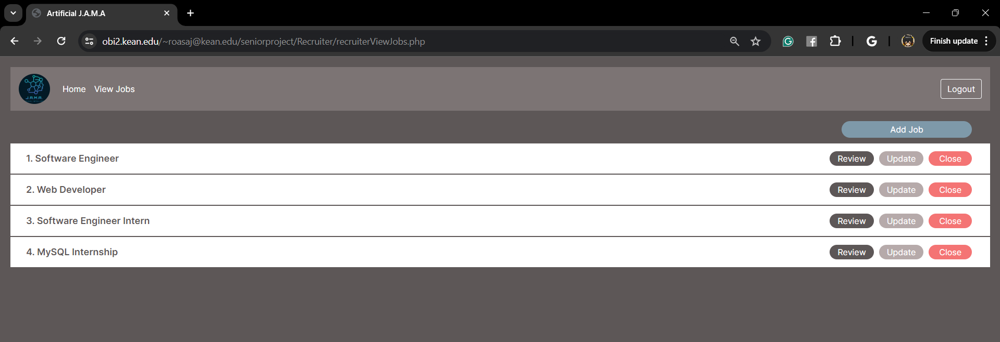 Artificial J.A.M.A
obi2.kean.edu/~roasaj@kean.edu/seniorproject/Recruiter/recruiterViewJobs.php
Finish update
J.A.M.A.
Home View Jobs
Logout
Add Job
1. Software Engineer Review Update Close
2. Web Developer Review Update Close
3. Software Engineer Intern Review Update Close
4. MySQL Internship Review Update Close